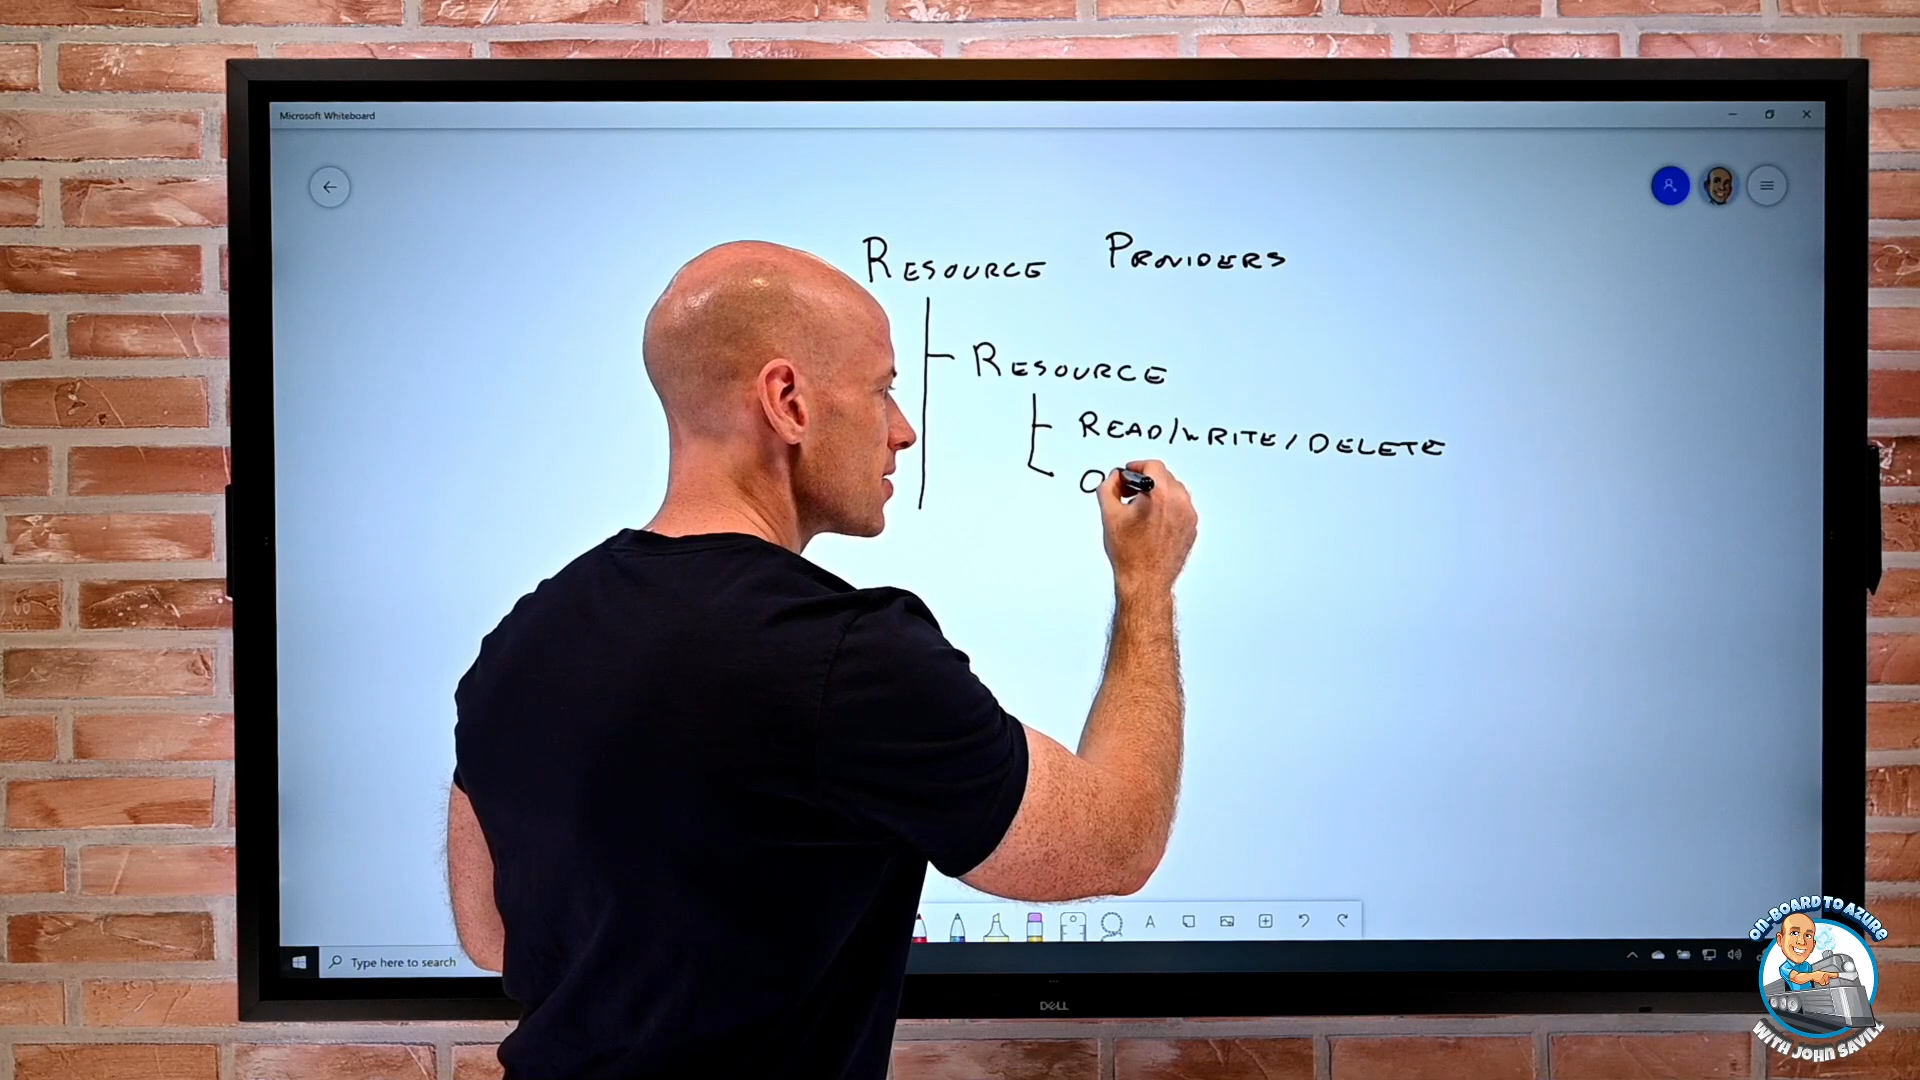 Microsoft Whiteboard
RESOURCE PROVIDERS
RESOURCE
READ/WRITE/DELETE
O
A
Type here to search
DELL
ON-BOARD TO AZURE
WITH JOHN SAVILL